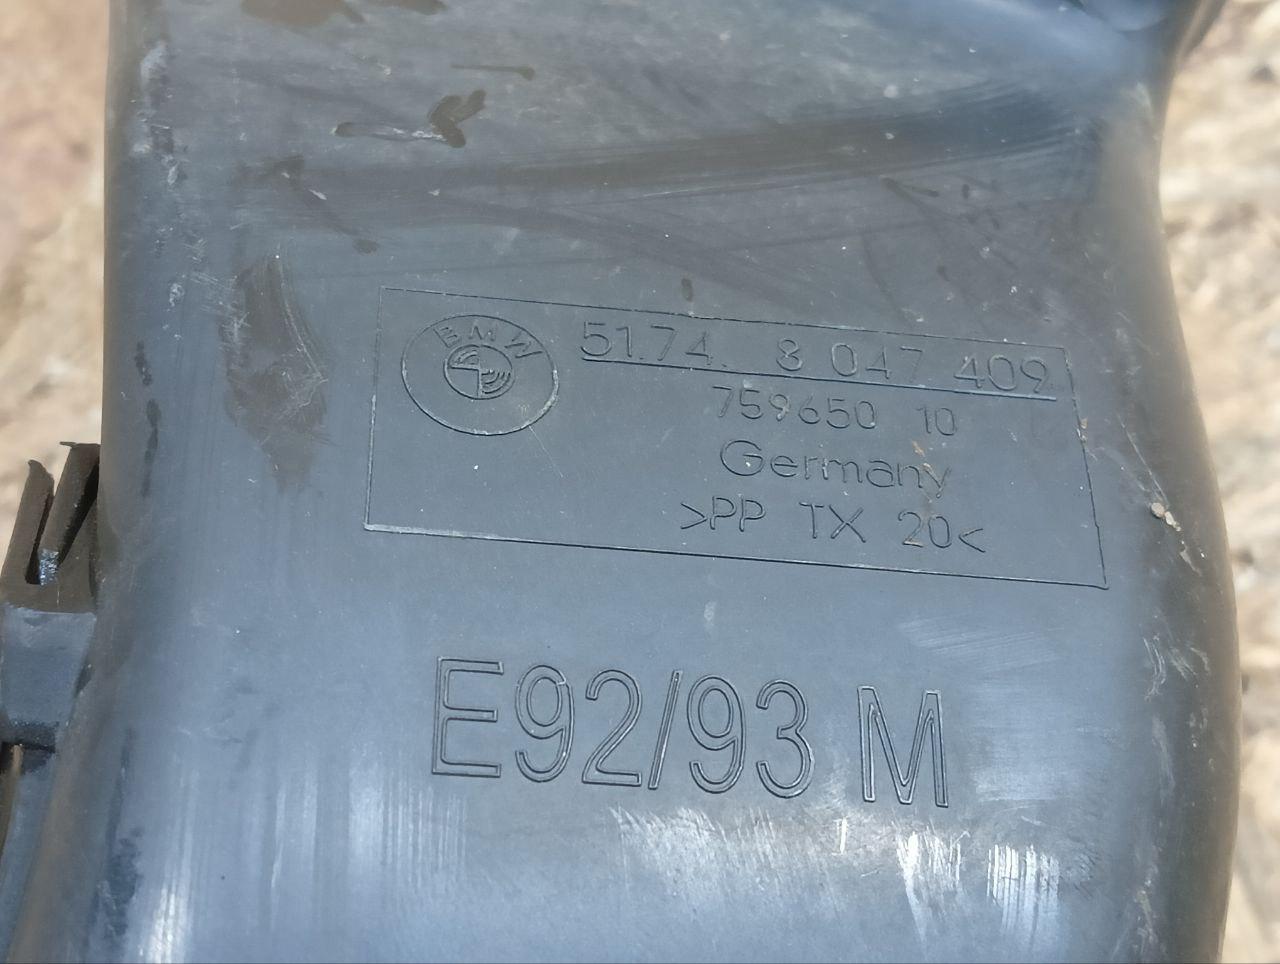 BMW
51.74. 8 047 409
759650 10
Germany
>PP TX 20<
E92/93 M